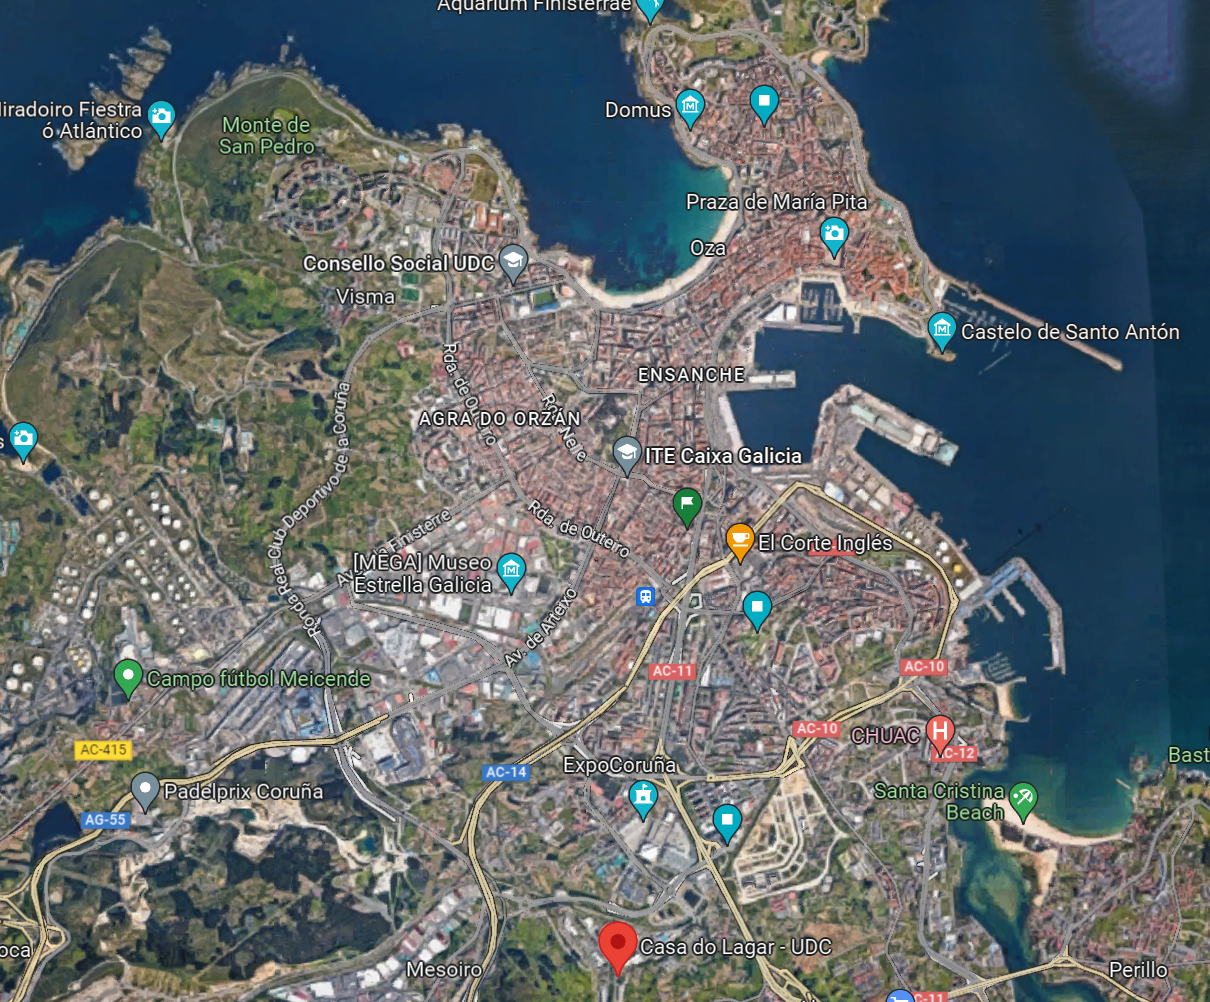 Aquarium Finisterrae
Domus
Miradoiro Fiestra
ó Atlántico
Monte de
San Pedro
Praza de María Pita
Oza
Consello Social UDC
Visma
Castelo de Santo Antón
Rda. de Outeiro
ENSANCHE
AGRA DO ORZÁN
Rda. Nelle
ITE Caixa Galicia
Ronda Real Club Deportivo de la Coruña
Av. de Finisterre
Rda. de Outeiro
El Corte Inglés
[MEGA] Museo
Estrella Galicia
Av. de Arteixo
AC-11
AC-10
Campo fútbol Meicende
AC-10
CHUAC
H
AC-12
AC-415
ExpoCoruña
AC-14
Padelprix Coruña
Santa Cristina
Beach
Bast
AG-55
Casa do Lagar - UDC
oca
Mesoiro
Perillo
AC-11